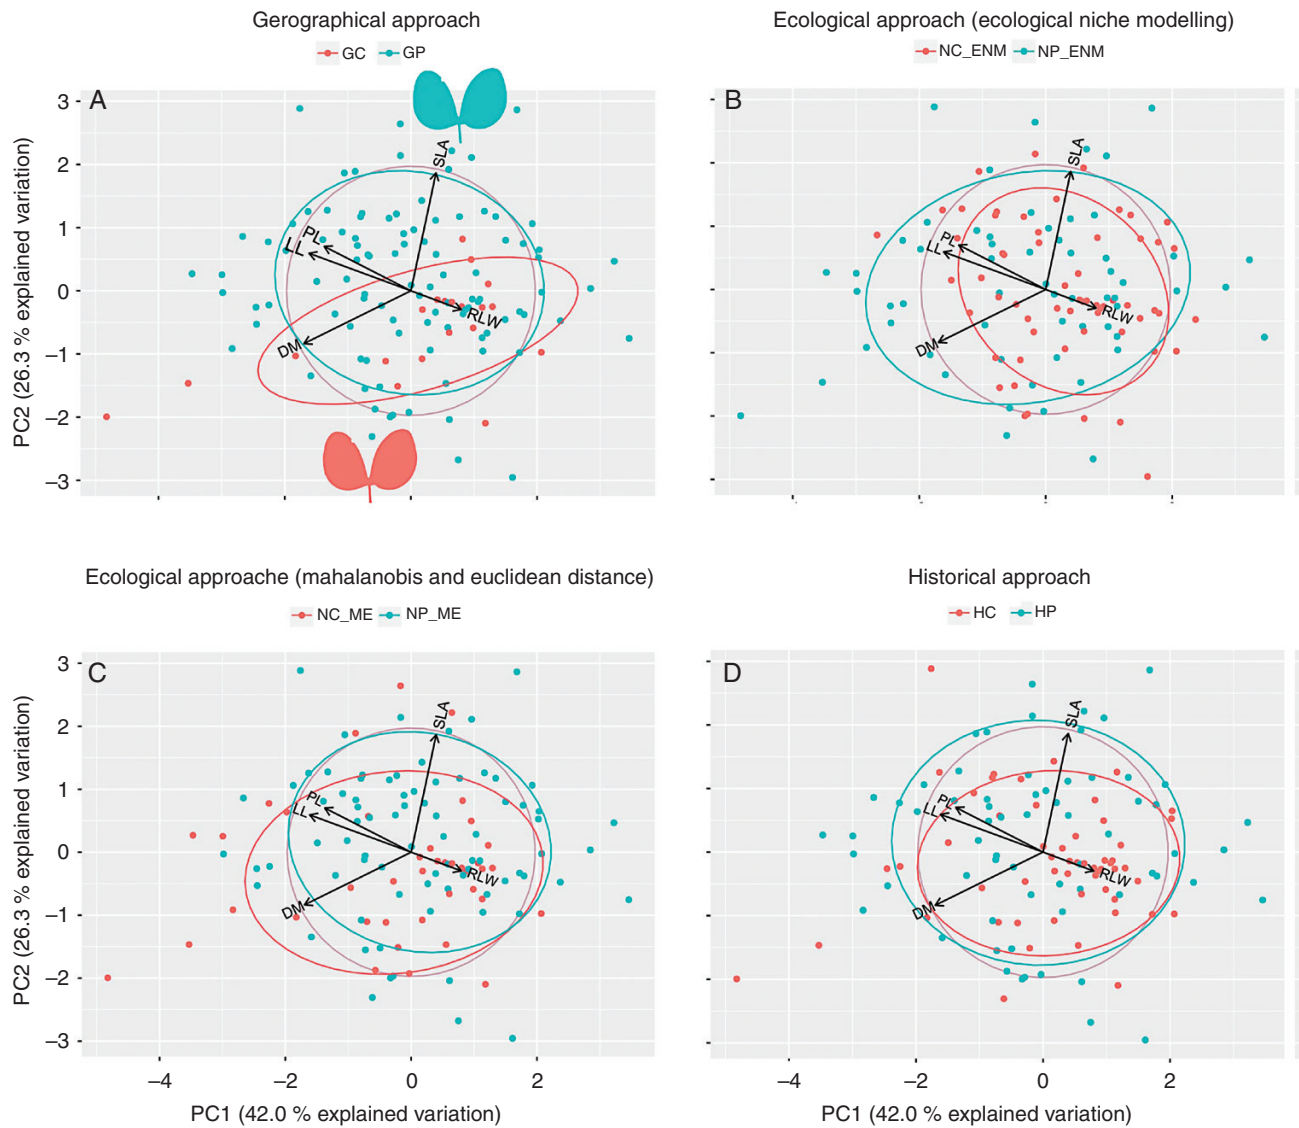 Gerographical approach
GC GP
A
3
2
1
0
−1
−2
−3
PC2 (26.3 % explained variation)
SLA
PL
LL
DM
RLW
Ecological approach (ecological niche modelling)
NC_ENM NP_ENM
B
SLA
PL
LL
DM
RLW
Ecological approache (mahalanobis and euclidean distance)
NC_ME NP_ME
C
3
2
1
0
−1
−2
−3
PC2 (26.3 % explained variation)
SLA
PL
LL
DM
RLW
−4 −2 0 2
PC1 (42.0 % explained variation)
Historical approach
HC HP
D
SLA
PL
LL
DM
RLW
−4 −2 0 2
PC1 (42.0 % explained variation)